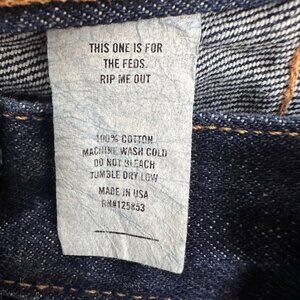 THIS ONE IS FOR
THE FEDS.
RIP ME OUT
100% COTTON
MACHINE WASH COLD
DO NOT BLEACH
TUMBLE DRY LOW
MADE IN USA
RN#125853